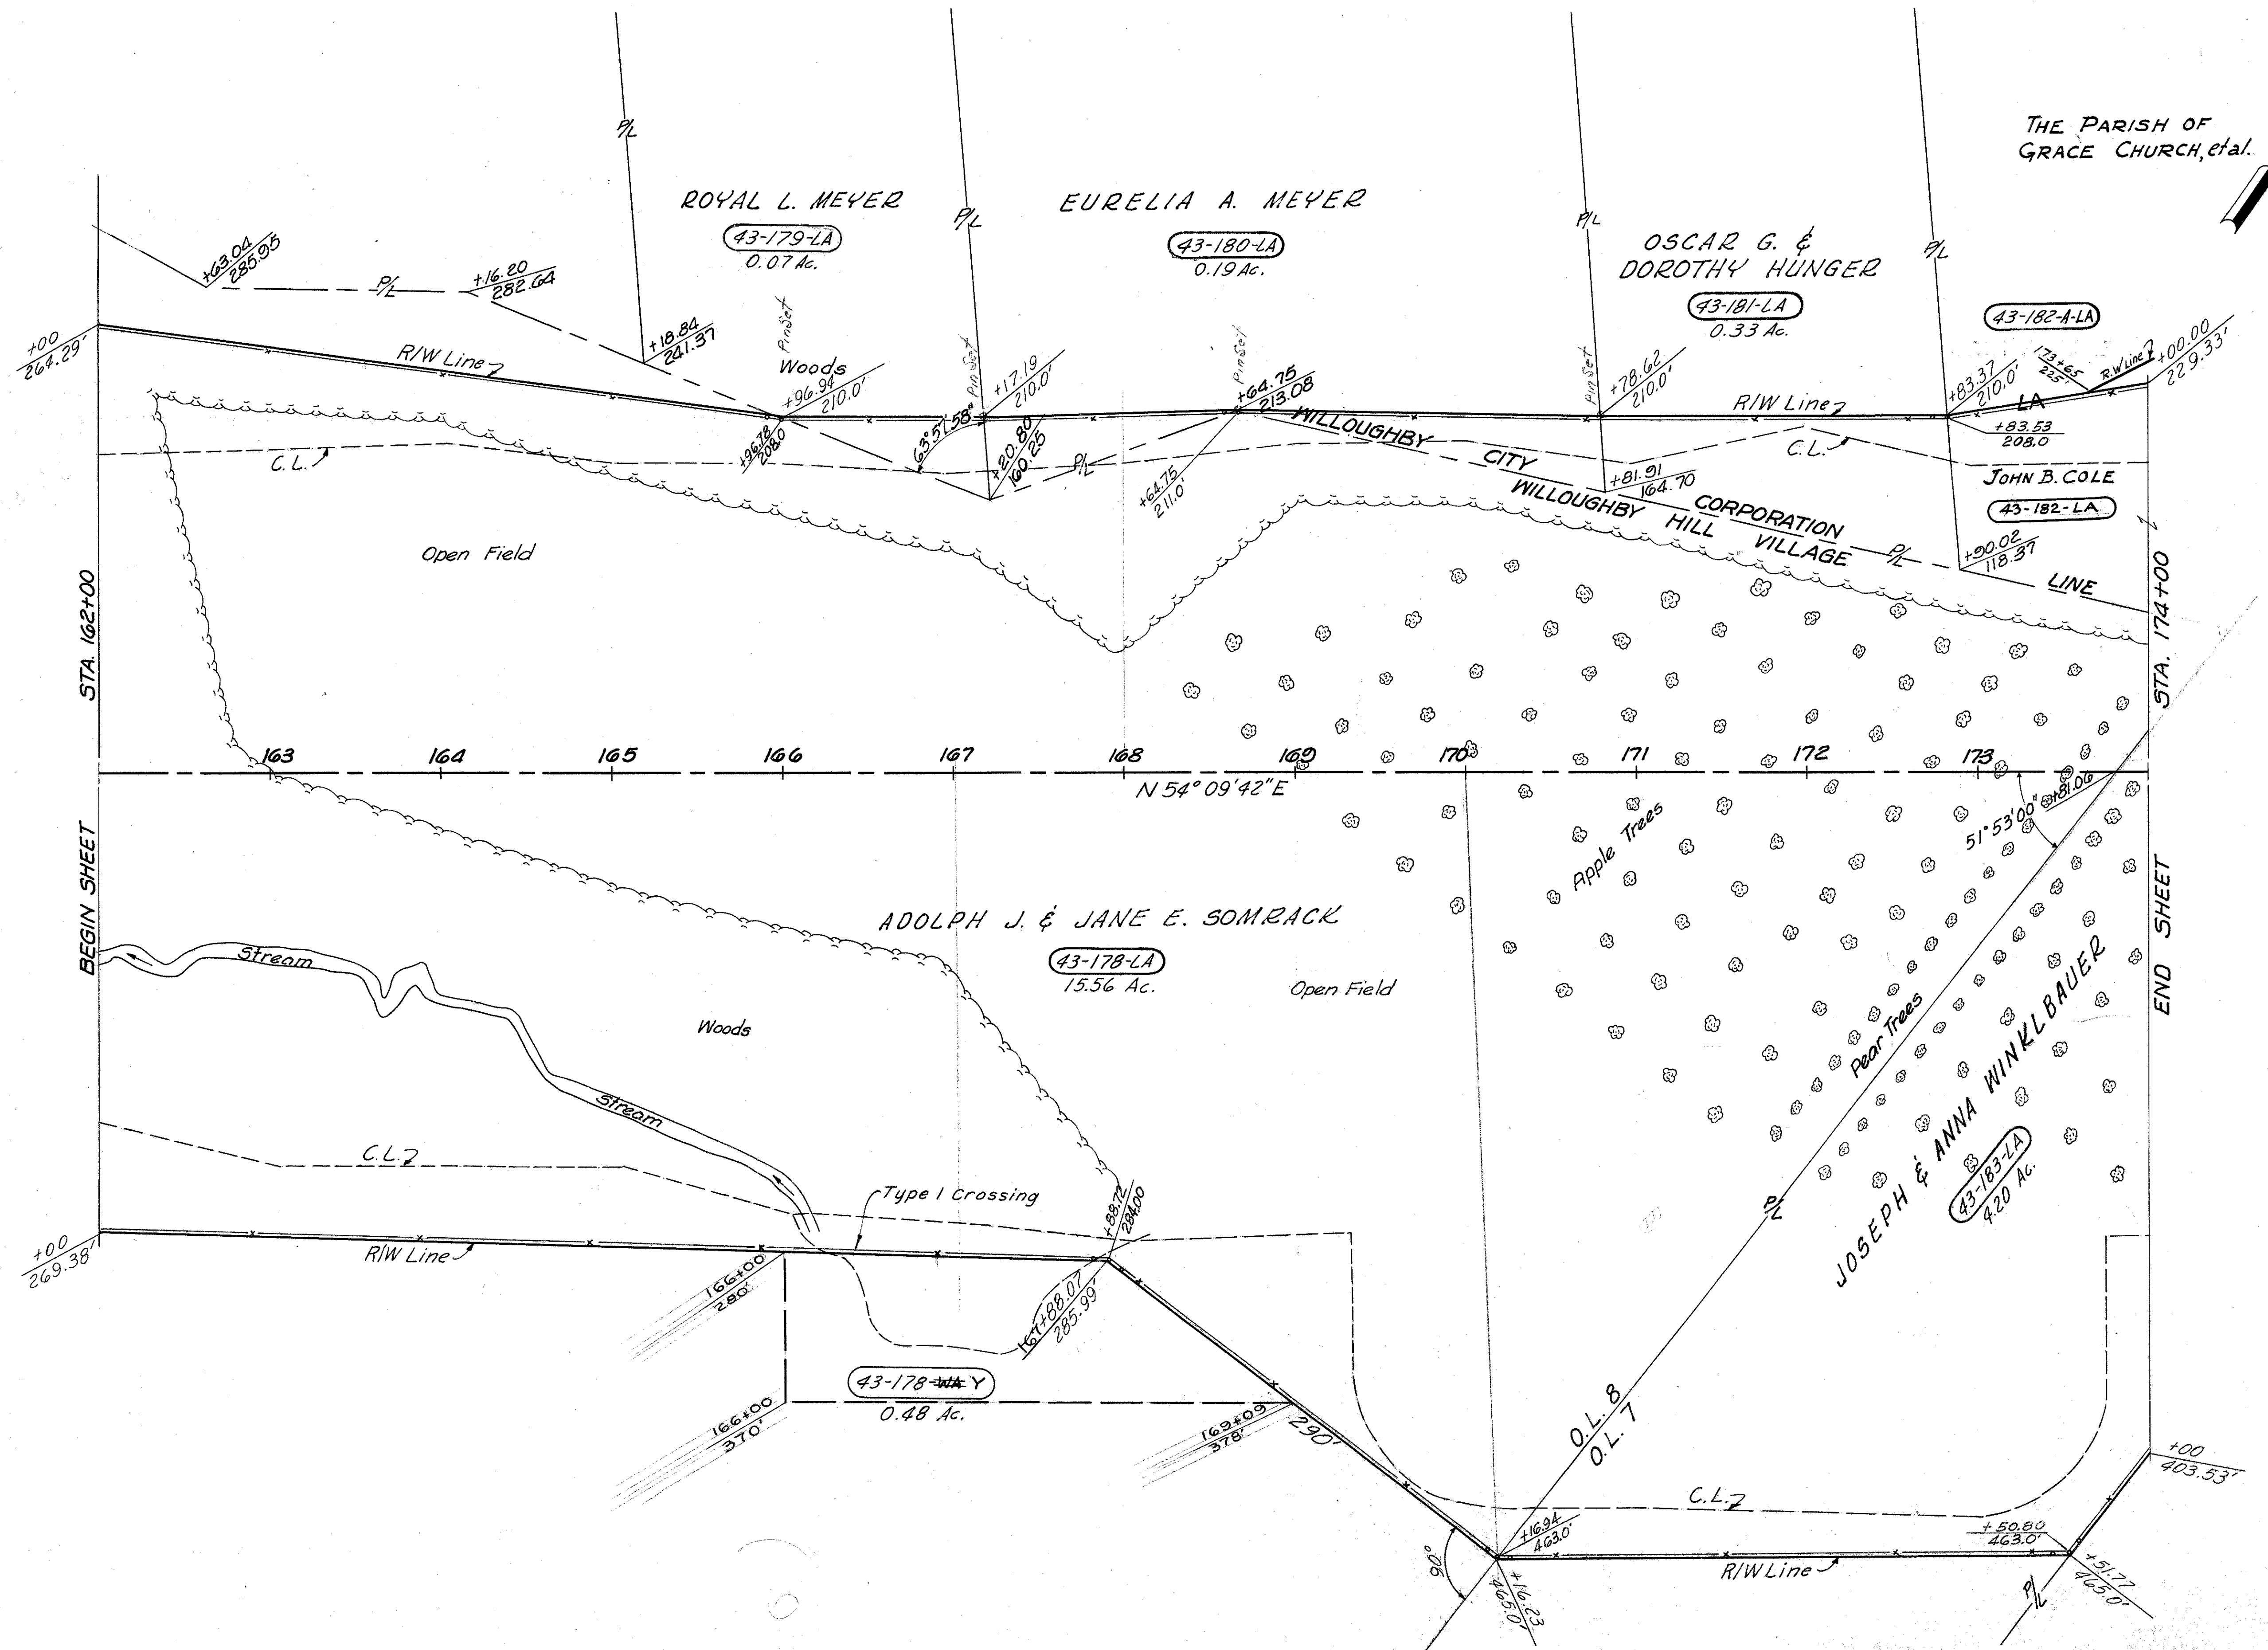 THE PARISH OF
GRACE CHURCH, et al.
P/L
ROYAL L. MEYER
43-179-LA
0.07 Ac.
P/L
EURELIA A. MEYER
43-180-LA
0.19 Ac.
P/L
OSCAR G. &
DOROTHY HUNGER
43-181-LA
0.33 Ac.
P/L
43-182-A-LA
+63.04
285.95
P/L
+16.20
282.64
+18.84
241.37
Pin Set
Woods
+96.94
210.0'
Pin Set
+17.19
210.0'
Pin Set
+64.75
213.08
Pin Set
+78.62
210.0'
R/W Line
+83.37
210.0'
173+65
225'
R.W Line
+00.00
229.33'
LA
+83.53
208.0
+00
264.29'
R/W Line
C.L.
+96.78
208.0
63°57'58"
+20.80
160.25
P/L
+64.75
211.0'
WILLOUGHBY CITY CORPORATION LINE
WILLOUGHBY HILL VILLAGE
+81.91
164.70
C.L.
JOHN B. COLE
43-182-LA
P/L
+90.02
118.37
Open Field
STA. 162+00
BEGIN SHEET
STA. 174+00
END SHEET
163 164 165 166 167 168 169 170 171 172 173
N 54° 09' 42" E
+81.06
51°53'00"
Apple Trees
ADOLPH J. & JANE E. SOMRACK
43-178-LA
15.56 Ac.
Open Field
Stream
Woods
Stream
Pear Trees
JOSEPH & ANNA WINKLBAUER
43-183-LA
4.20 Ac.
P/L
C.L.
Type 1 Crossing
+88.72
284.00
+00
269.38'
R/W Line
166+00
280'
167+88.07
285.99'
43-178-WA Y
0.48 Ac.
166+00
370'
169+09
378'
290'
O.L. 8
O.L. 7
C.L.
+00
403.53'
+16.94
463.0'
+50.80
463.0'
90°
+16.23
465.0'
R/W Line
+51.77
465.0'
P/L